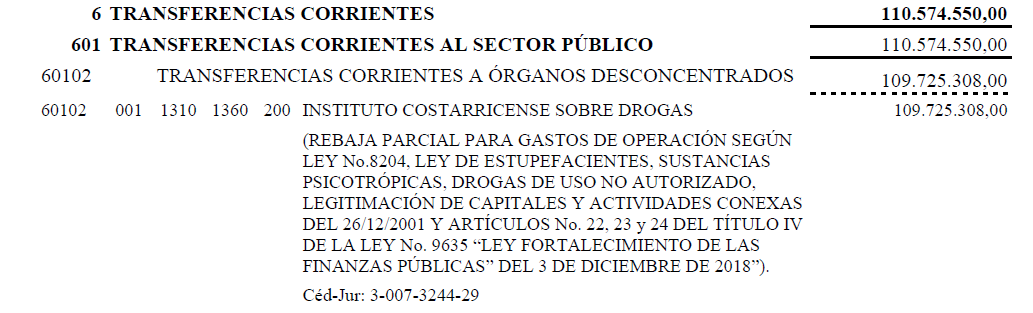 6 TRANSFERENCIAS CORRIENTES 110.574.550,00
601 TRANSFERENCIAS CORRIENTES AL SECTOR PÚBLICO 110.574.550,00
60102 TRANSFERENCIAS CORRIENTES A ÓRGANOS DESCONCENTRADOS 109.725.308,00
60102 001 1310 1360 200 INSTITUTO COSTARRICENSE SOBRE DROGAS 109.725.308,00
(REBAJA PARCIAL PARA GASTOS DE OPERACIÓN SEGÚN
LEY No.8204, LEY DE ESTUPEFACIENTES, SUSTANCIAS
PSICOTRÓPICAS, DROGAS DE USO NO AUTORIZADO,
LEGITIMACIÓN DE CAPITALES Y ACTIVIDADES CONEXAS
DEL 26/12/2001 Y ARTÍCULOS No. 22, 23 y 24 DEL TÍTULO IV
DE LA LEY No. 9635 “LEY FORTALECIMIENTO DE LAS
FINANZAS PÚBLICAS” DEL 3 DE DICIEMBRE DE 2018”).
Céd-Jur: 3-007-3244-29